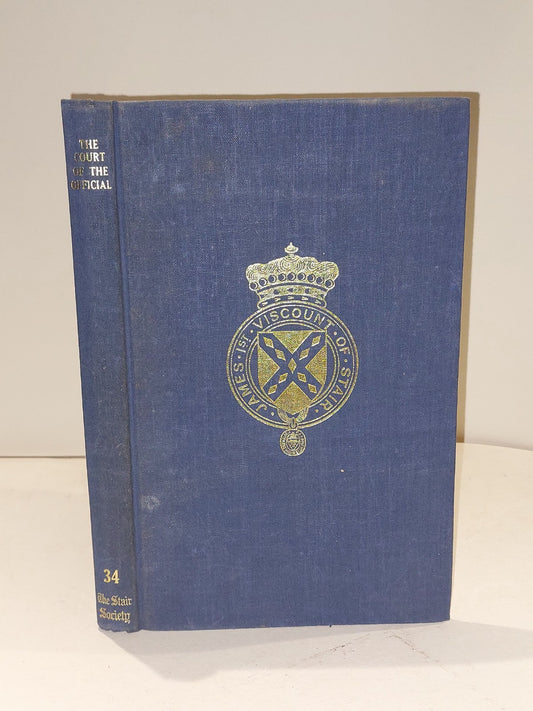 THE
COURT
OF THE
OFFICIAL
34
The Stair
Society
JAMES · 1ST · VISCOUNT · OF · STAIR ·